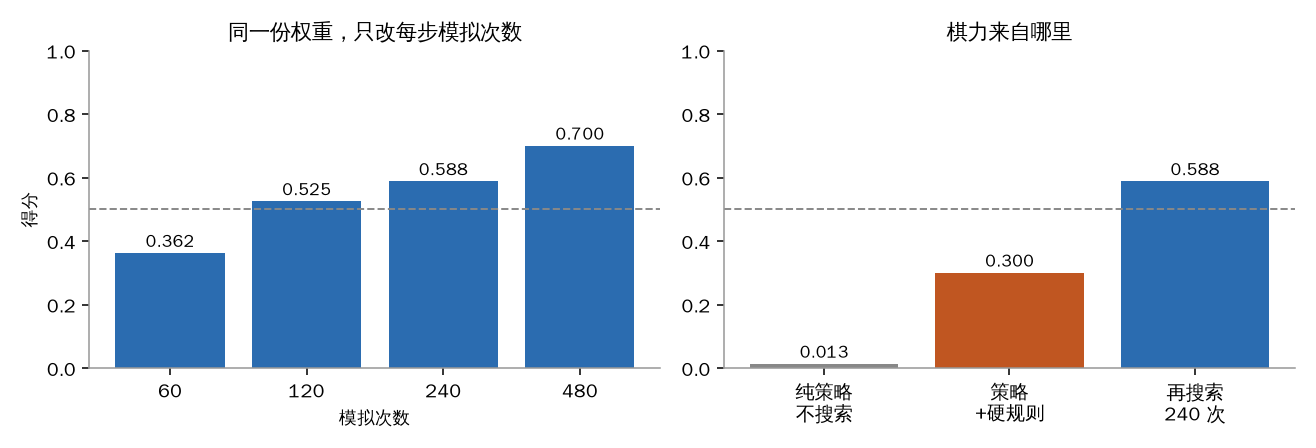 同一份权重，只改每步模拟次数
得分
1.0
0.8
0.6
0.4
0.2
0.0
0.362
0.525
0.588
0.700
60
120
240
480
模拟次数
棋力来自哪里
1.0
0.8
0.6
0.4
0.2
0.0
0.013
0.300
0.588
纯策略
不搜索
策略
+硬规则
再搜索
240 次